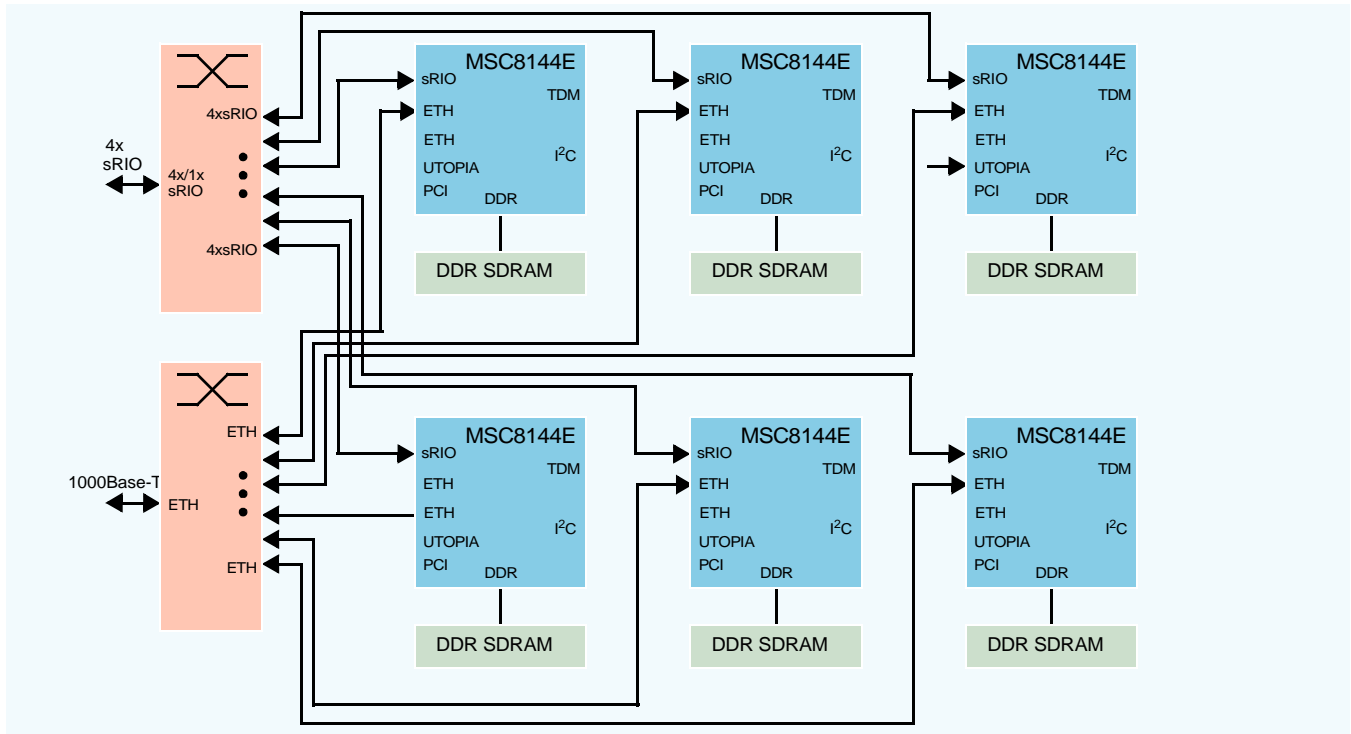 4xsRIO
4x
sRIO
4x/1x
sRIO
4xsRIO
MSC8144E
sRIO
TDM
ETH
ETH
I²C
UTOPIA
PCI
DDR
DDR SDRAM
MSC8144E
sRIO
TDM
ETH
ETH
I²C
UTOPIA
PCI
DDR
DDR SDRAM
MSC8144E
sRIO
TDM
ETH
ETH
I²C
UTOPIA
PCI
DDR
DDR SDRAM
ETH
1000Base-T
ETH
ETH
MSC8144E
sRIO
TDM
ETH
ETH
I²C
UTOPIA
PCI
DDR
DDR SDRAM
MSC8144E
sRIO
TDM
ETH
ETH
I²C
UTOPIA
PCI
DDR
DDR SDRAM
MSC8144E
sRIO
TDM
ETH
ETH
I²C
UTOPIA
PCI
DDR
DDR SDRAM